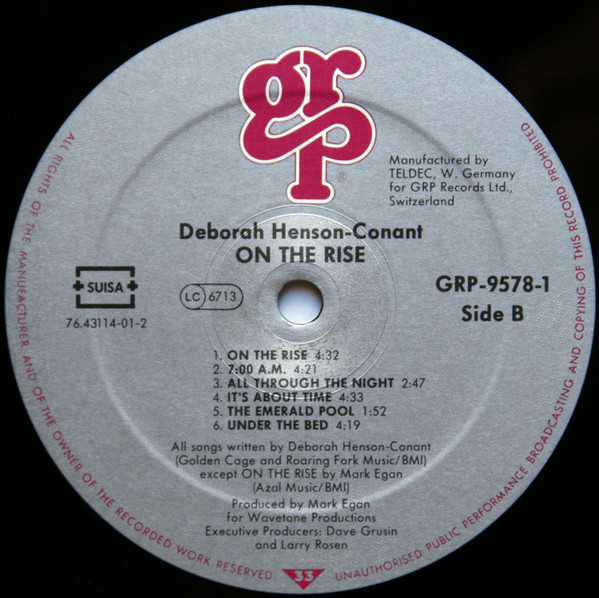 grp
®
Manufactured by
TELDEC, W. Germany
for GRP Records Ltd.,
Switzerland
Deborah Henson-Conant
ON THE RISE
SUISA
76.43114-01-2
LC 6713
GRP-9578-1
Side B
1. ON THE RISE 4:32
2. 7:00 A.M. 4:21
3. ALL THROUGH THE NIGHT 2:47
4. IT'S ABOUT TIME 4:33
5. THE EMERALD POOL 1:52
6. UNDER THE BED 4:19
All songs written by Deborah Henson-Conant
(Golden Cage and Roaring Fork Music/BMI)
except ON THE RISE by Mark Egan
(Azal Music/BMI)
Produced by Mark Egan
for Wavetone Productions
Executive Producers: Dave Grusin
and Larry Rosen
ALL RIGHTS OF THE MANUFACTURER AND OF THE OWNER OF THE RECORDED WORK RESERVED
33
UNAUTHORISED PUBLIC PERFORMANCE BROADCASTING AND COPYING OF THIS RECORD PROHIBITED